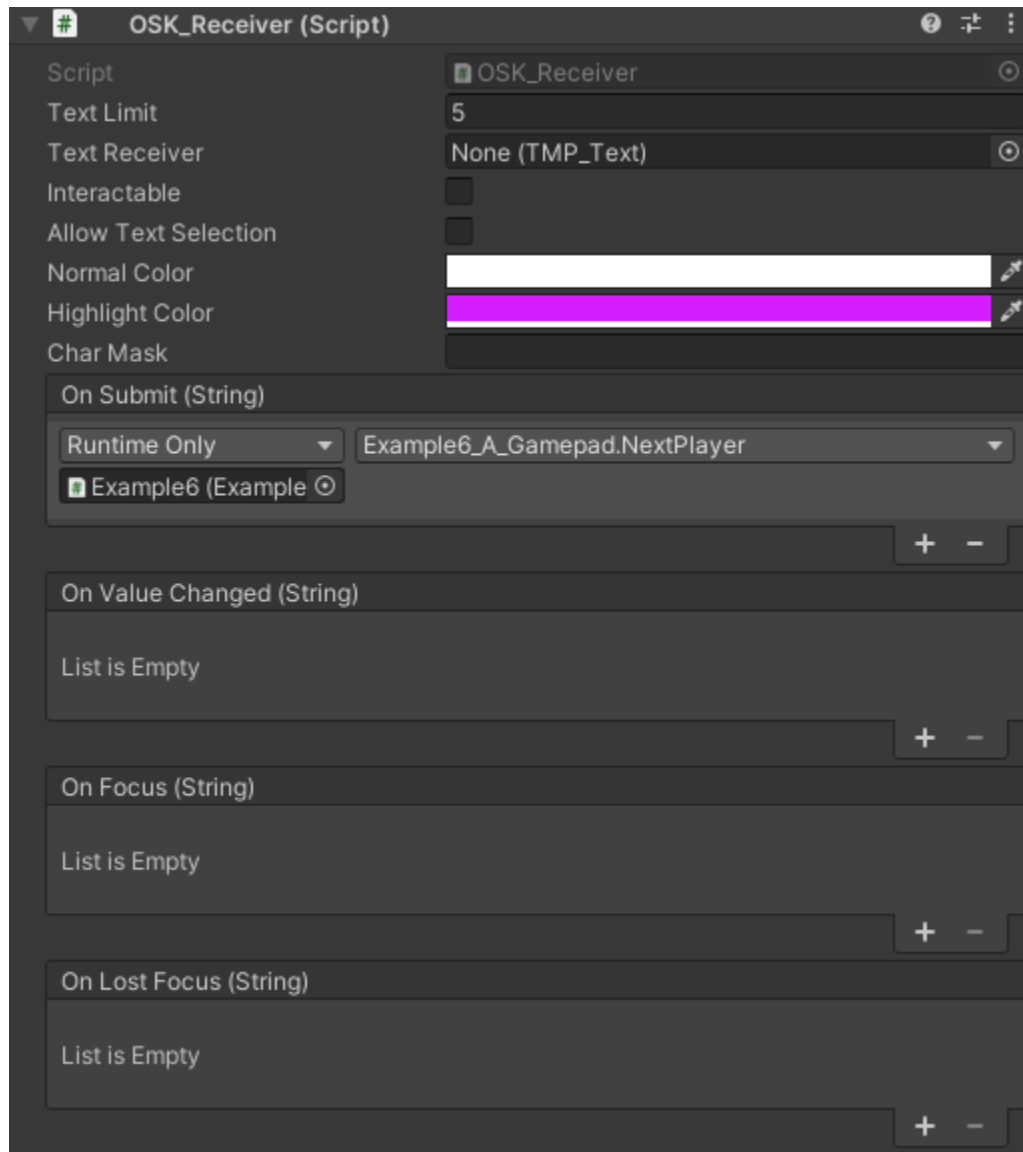 OSK_Receiver (Script)
Script OSK_Receiver
Text Limit 5
Text Receiver None (TMP_Text)
Interactable
Allow Text Selection
Normal Color
Highlight Color
Char Mask
On Submit (String)
Runtime Only Example6_A_Gamepad.NextPlayer
Example6 (Example
On Value Changed (String)
List is Empty
On Focus (String)
List is Empty
On Lost Focus (String)
List is Empty